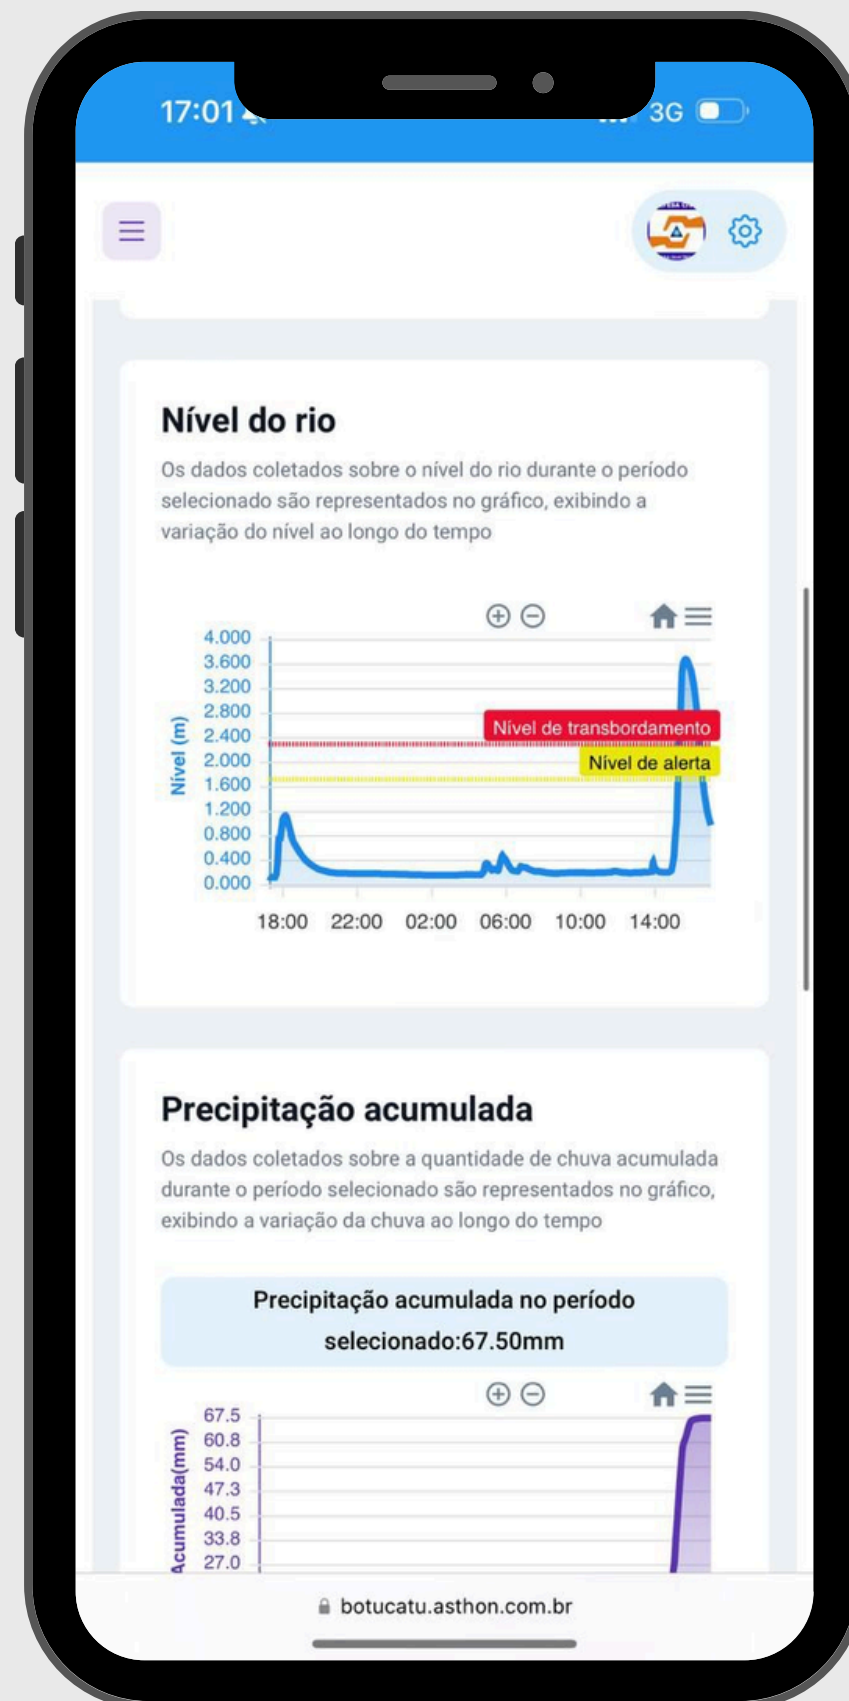 17:01
3G
Nível do rio
Os dados coletados sobre o nível do rio durante o período
selecionado são representados no gráfico, exibindo a
variação do nível ao longo do tempo
4.000
3.600
3.200
2.800
2.400
2.000
1.600
1.200
0.800
0.400
0.000
Nível (m)
Nível de transbordamento
Nível de alerta
18:00 22:00 02:00 06:00 10:00 14:00
Precipitação acumulada
Os dados coletados sobre a quantidade de chuva acumulada
durante o período selecionado são representados no gráfico,
exibindo a variação da chuva ao longo do tempo
Precipitação acumulada no período
selecionado:67.50mm
67.5
60.8
54.0
47.3
40.5
33.8
27.0
Acumulada(mm)
botucatu.asthon.com.br